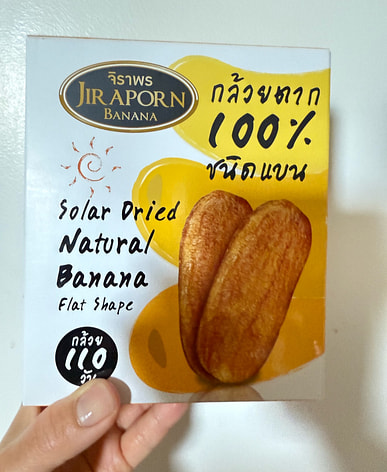 จิราพร
JIRAPORN
BANANA
กล้วยตาก
100%
ชนิดแบน
Solar Dried
Natural
Banana
Flat Shape
กล้วย
110
วัน